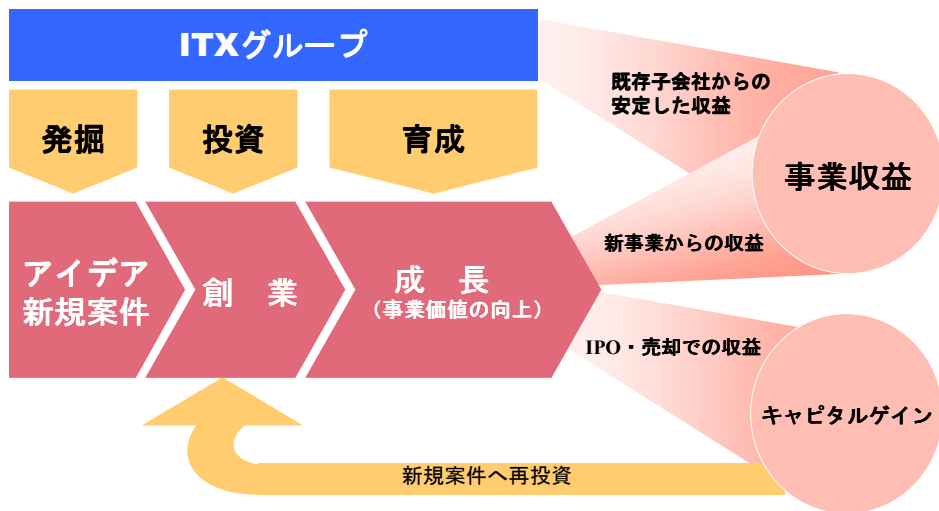 ITXグループ
発掘
投資
育成
既存子会社からの
安定した収益
事業収益
アイデア
新規案件
創　業
成　長
（事業価値の向上）
新事業からの収益
IPO・売却での収益
キャピタルゲイン
新規案件へ再投資